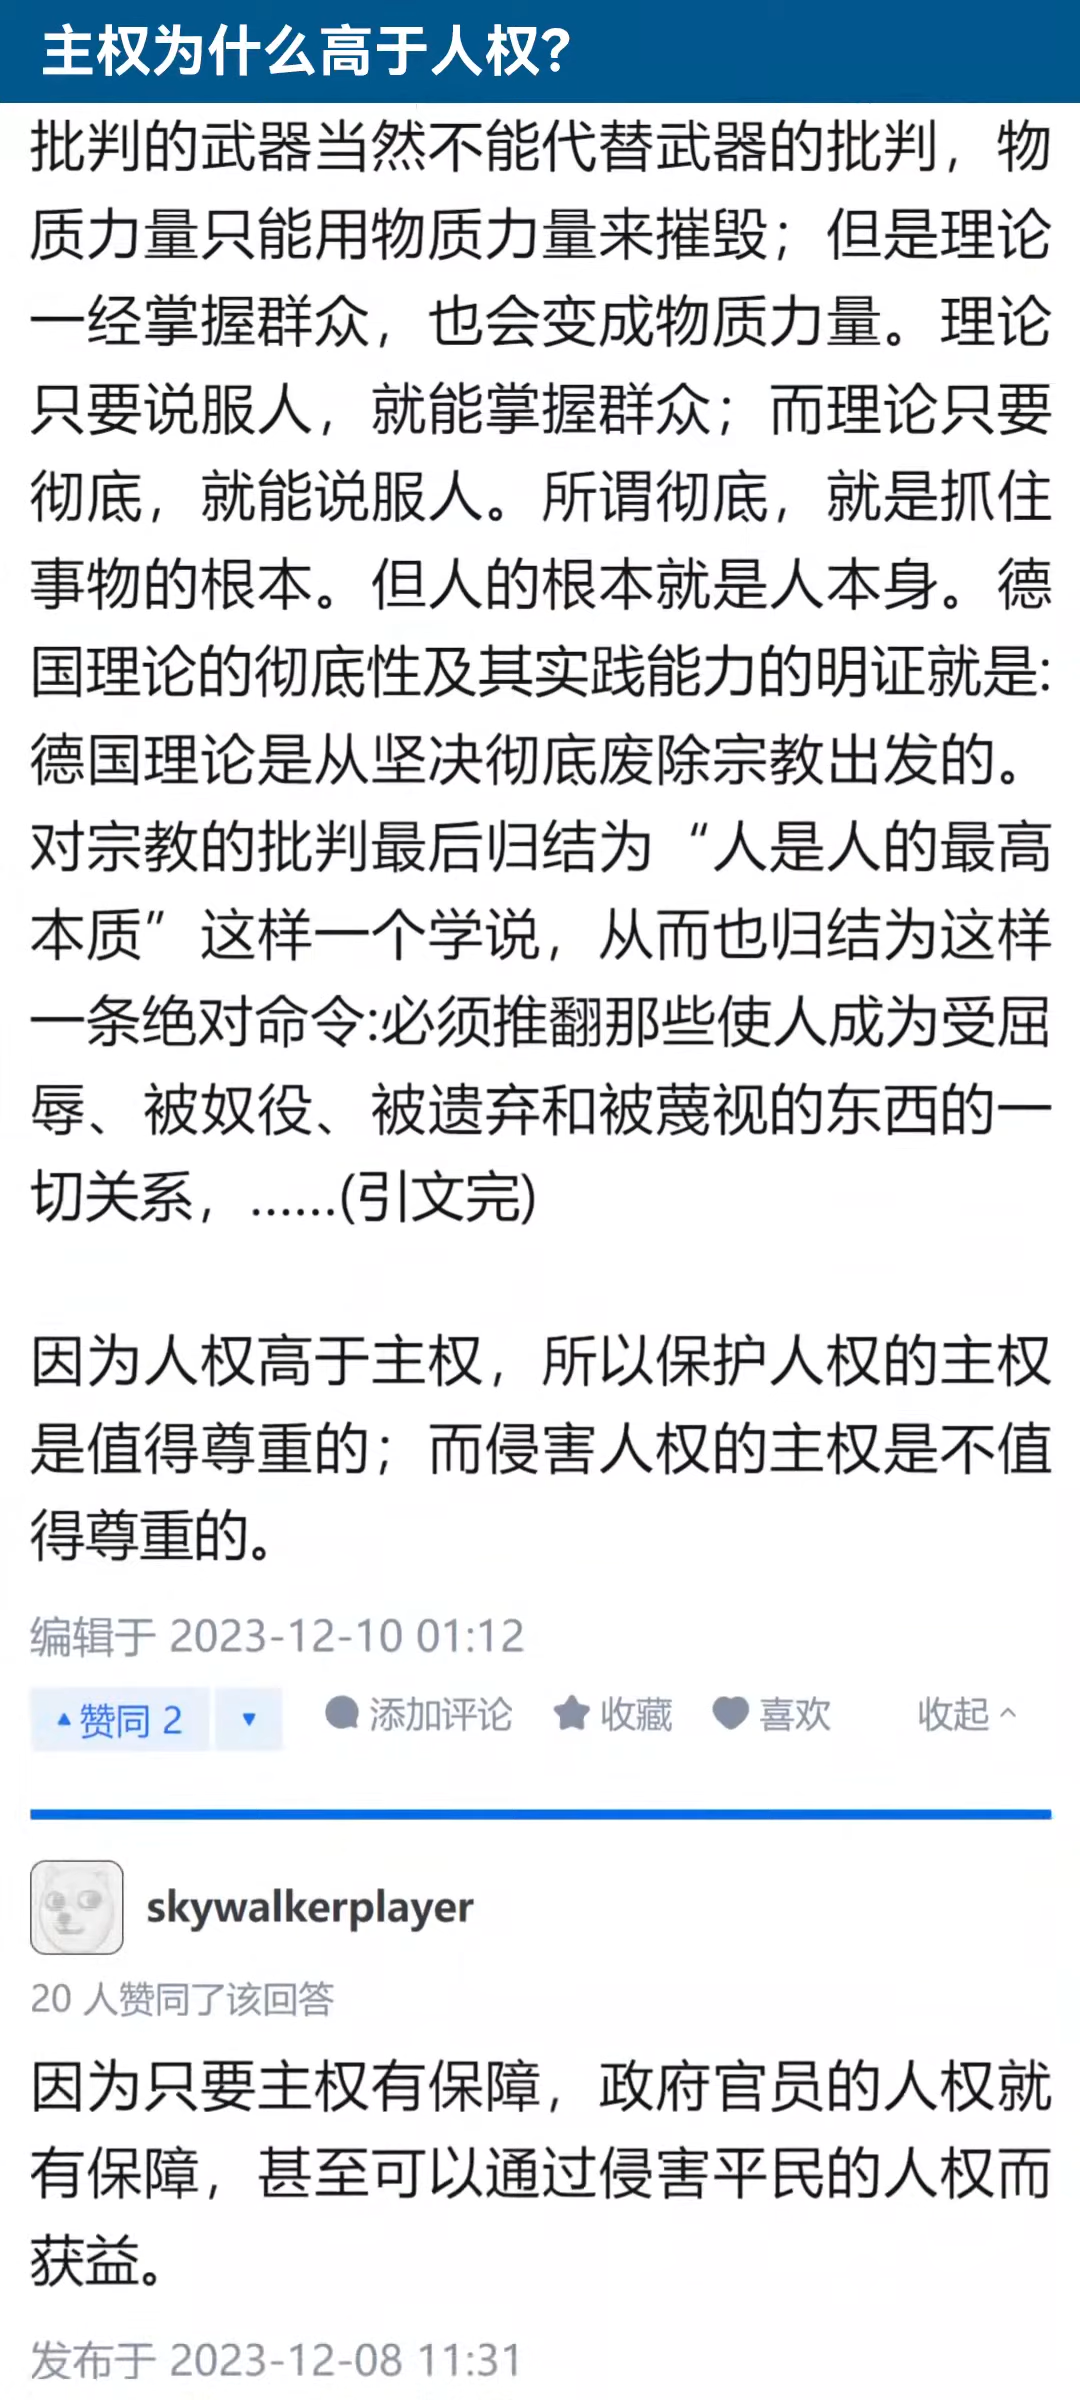 主权为什么高于人权?
批判的武器当然不能代替武器的批判，物
质力量只能用物质力量来摧毁；但是理论
一经掌握群众，也会变成物质力量。理论
只要说服人，就能掌握群众；而理论只要
彻底，就能说服人。所谓彻底，就是抓住
事物的根本。但人的根本就是人本身。德
国理论的彻底性及其实践能力的明证就是:
德国理论是从坚决彻底废除宗教出发的。
对宗教的批判最后归结为“人是人的最高
本质”这样一个学说，从而也归结为这样
一条绝对命令:必须推翻那些使人成为受屈
辱、被奴役、被遗弃和被蔑视的东西的一
切关系，......(引文完)
因为人权高于主权，所以保护人权的主权
是值得尊重的；而侵害人权的主权是不值
得尊重的。
编辑于 2023-12-10 01:12
赞同 2 添加评论 收藏 喜欢 收起
skywalkerplayer
20 人赞同了该回答
因为只要主权有保障，政府官员的人权就
有保障，甚至可以通过侵害平民的人权而
获益。
发布于 2023-12-08 11:31